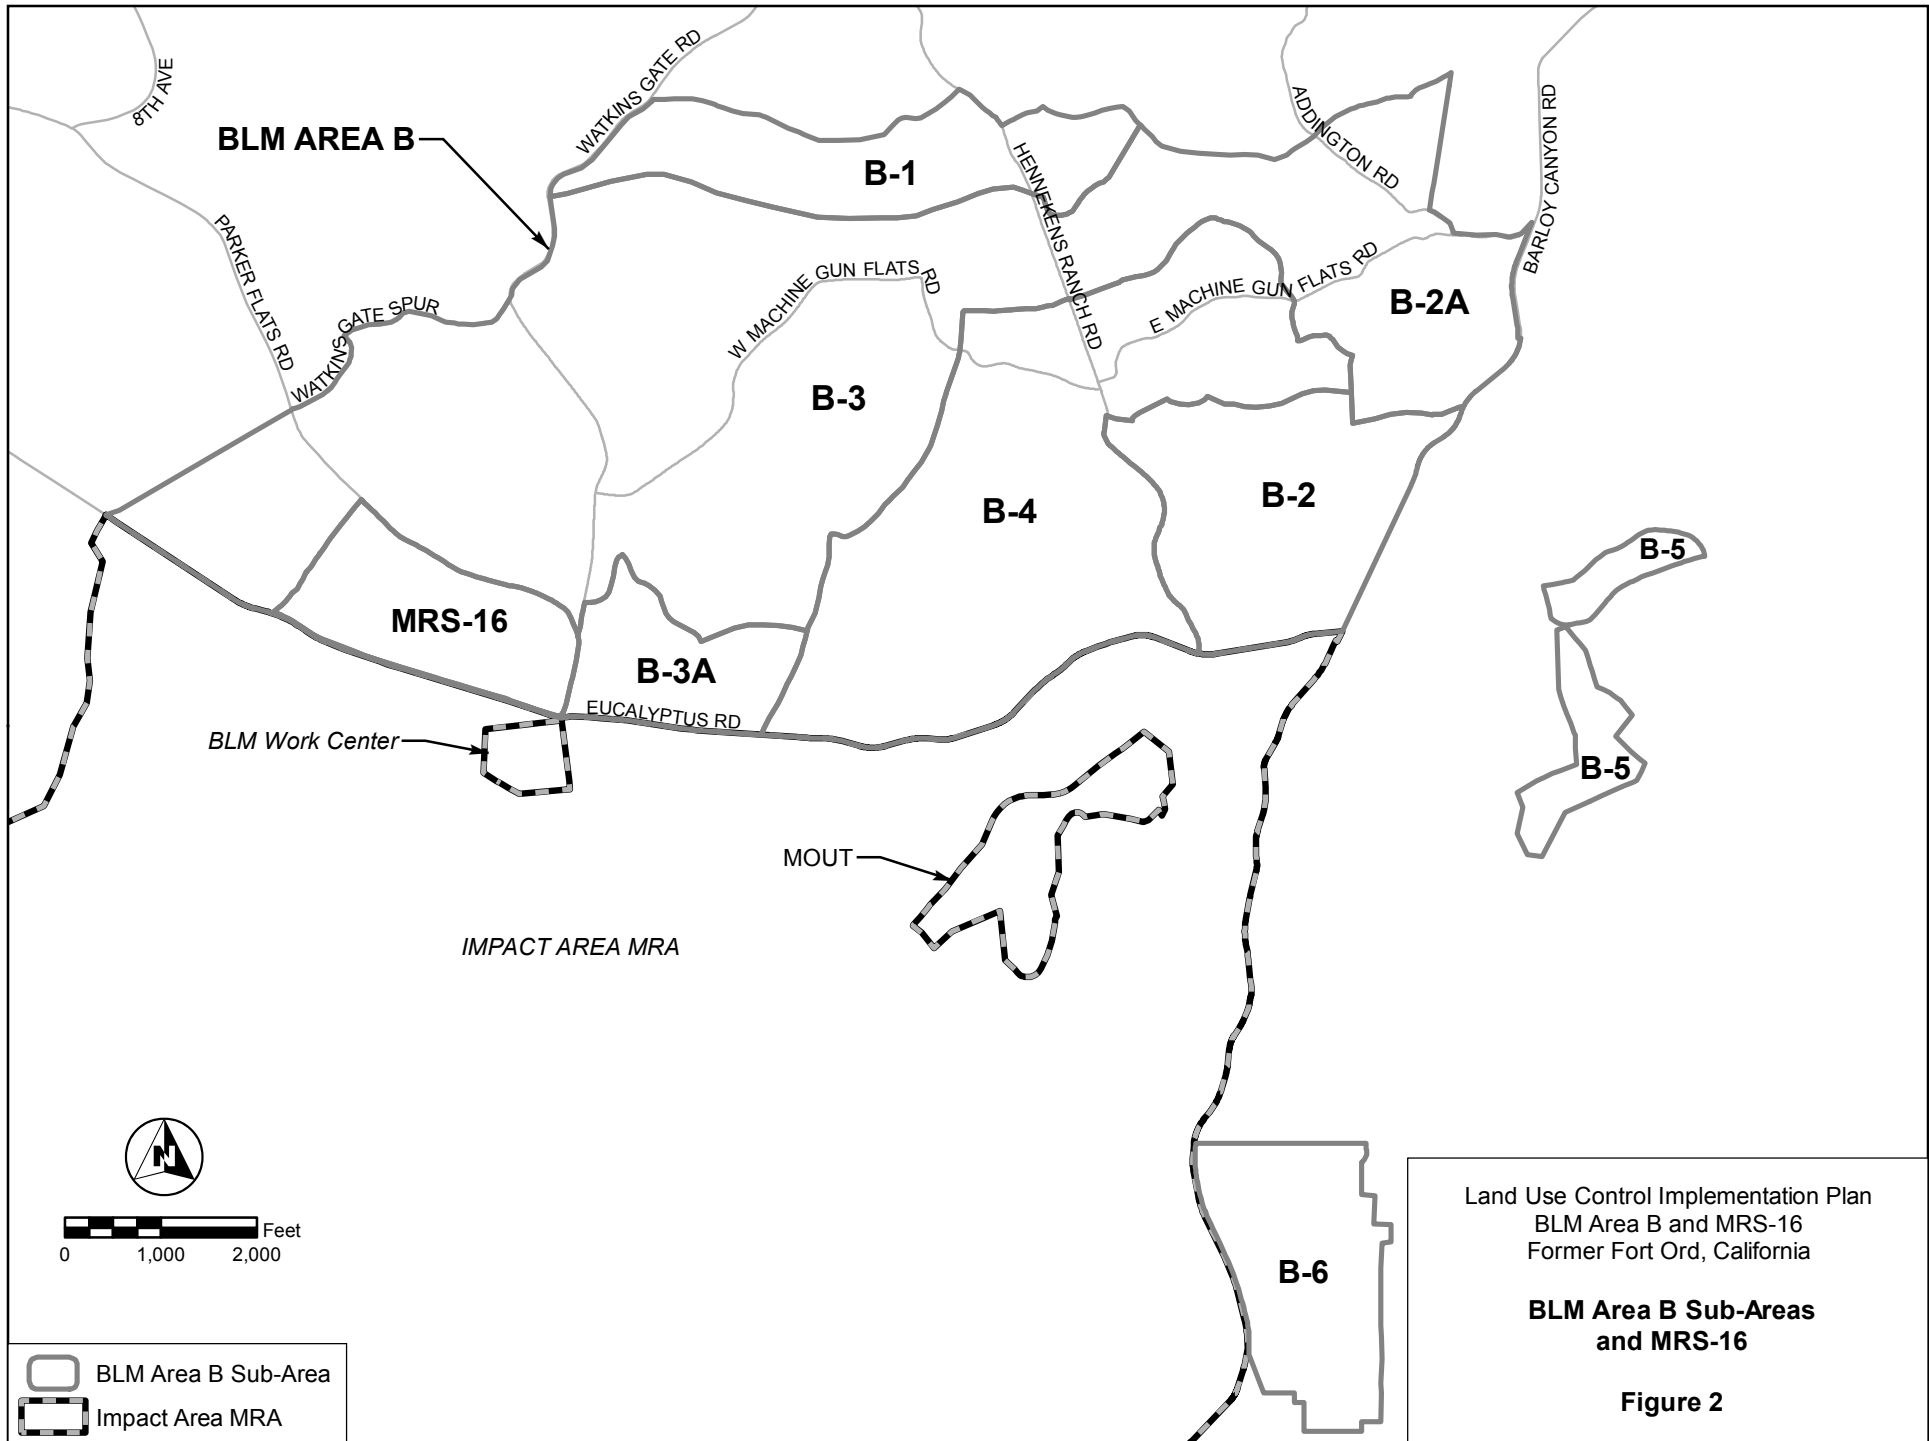 8TH AVE
WATKINS GATE RD
BLM AREA B
B-1
HENNEKENS RANCH RD
ADDINGTON RD
BARLOY CANYON RD
PARKER FLATS RD
WATKINS GATE SPUR
W MACHINE GUN FLATS RD
E MACHINE GUN FLATS RD
B-2A
B-3
B-4
B-2
B-5
MRS-16
B-3A
EUCALYPTUS RD
BLM Work Center
B-5
MOUT
IMPACT AREA MRA
N
Feet
0 1,000 2,000
B-6
Land Use Control Implementation Plan
BLM Area B and MRS-16
Former Fort Ord, California
BLM Area B Sub-Areas
and MRS-16
Figure 2
BLM Area B Sub-Area
Impact Area MRA